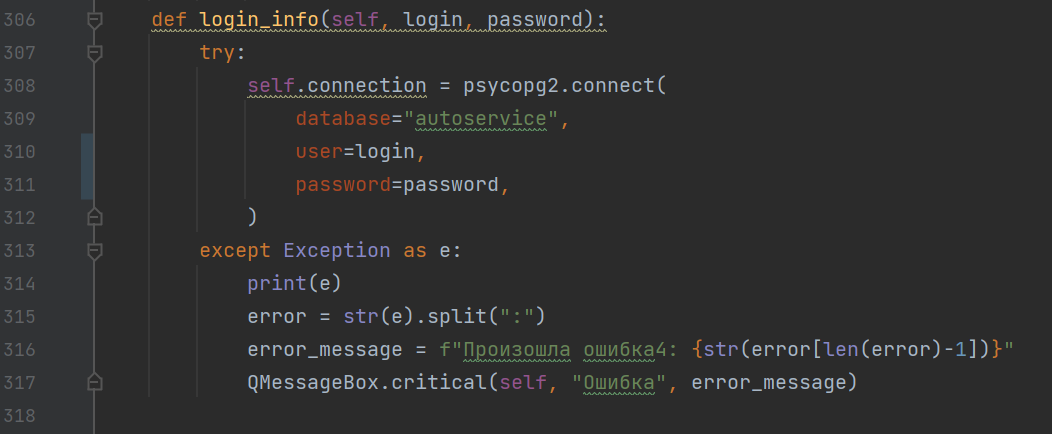 306 def login_info(self, login, password):
307 try:
308 self.connection = psycopg2.connect(
309 database="autoservice",
310 user=login,
311 password=password,
312 )
313 except Exception as e:
314 print(e)
315 error = str(e).split(":")
316 error_message = f"Произошла ошибка4: {str(error[len(error)-1])}"
317 QMessageBox.critical(self, "Ошибка", error_message)
318